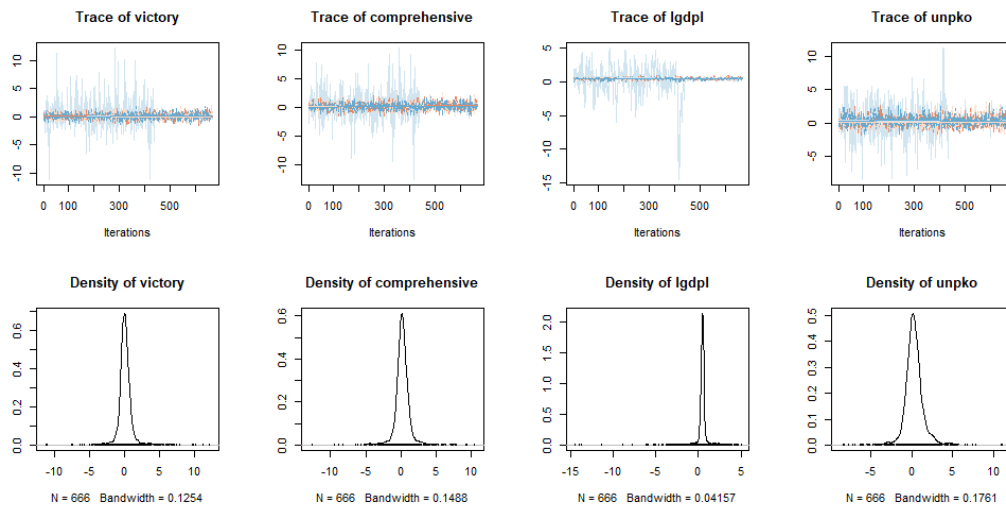 Trace of victory
Trace of comprehensive
Trace of lgdpl
Trace of unpko
10
5
0
-5
-10
10
5
0
-5
-10
5
0
-5
-10
-15
10
5
0
-5
0 100 300 500
0 100 300 500
0 100 300 500
0 100 300 500
Iterations
Iterations
Iterations
Iterations
Density of victory
Density of comprehensive
Density of lgdpl
Density of unpko
0.6
0.4
0.2
0.0
0.6
0.5
0.4
0.3
0.2
0.1
0.0
2.0
1.5
1.0
0.5
0.0
0.5
0.4
0.3
0.2
0.1
0.0
-10 -5 0 5 10
-10 -5 0 5 10
-15 -10 -5 0 5
-5 0 5 10
N = 666 Bandwidth = 0.1254
N = 666 Bandwidth = 0.1488
N = 666 Bandwidth = 0.04157
N = 666 Bandwidth = 0.1761